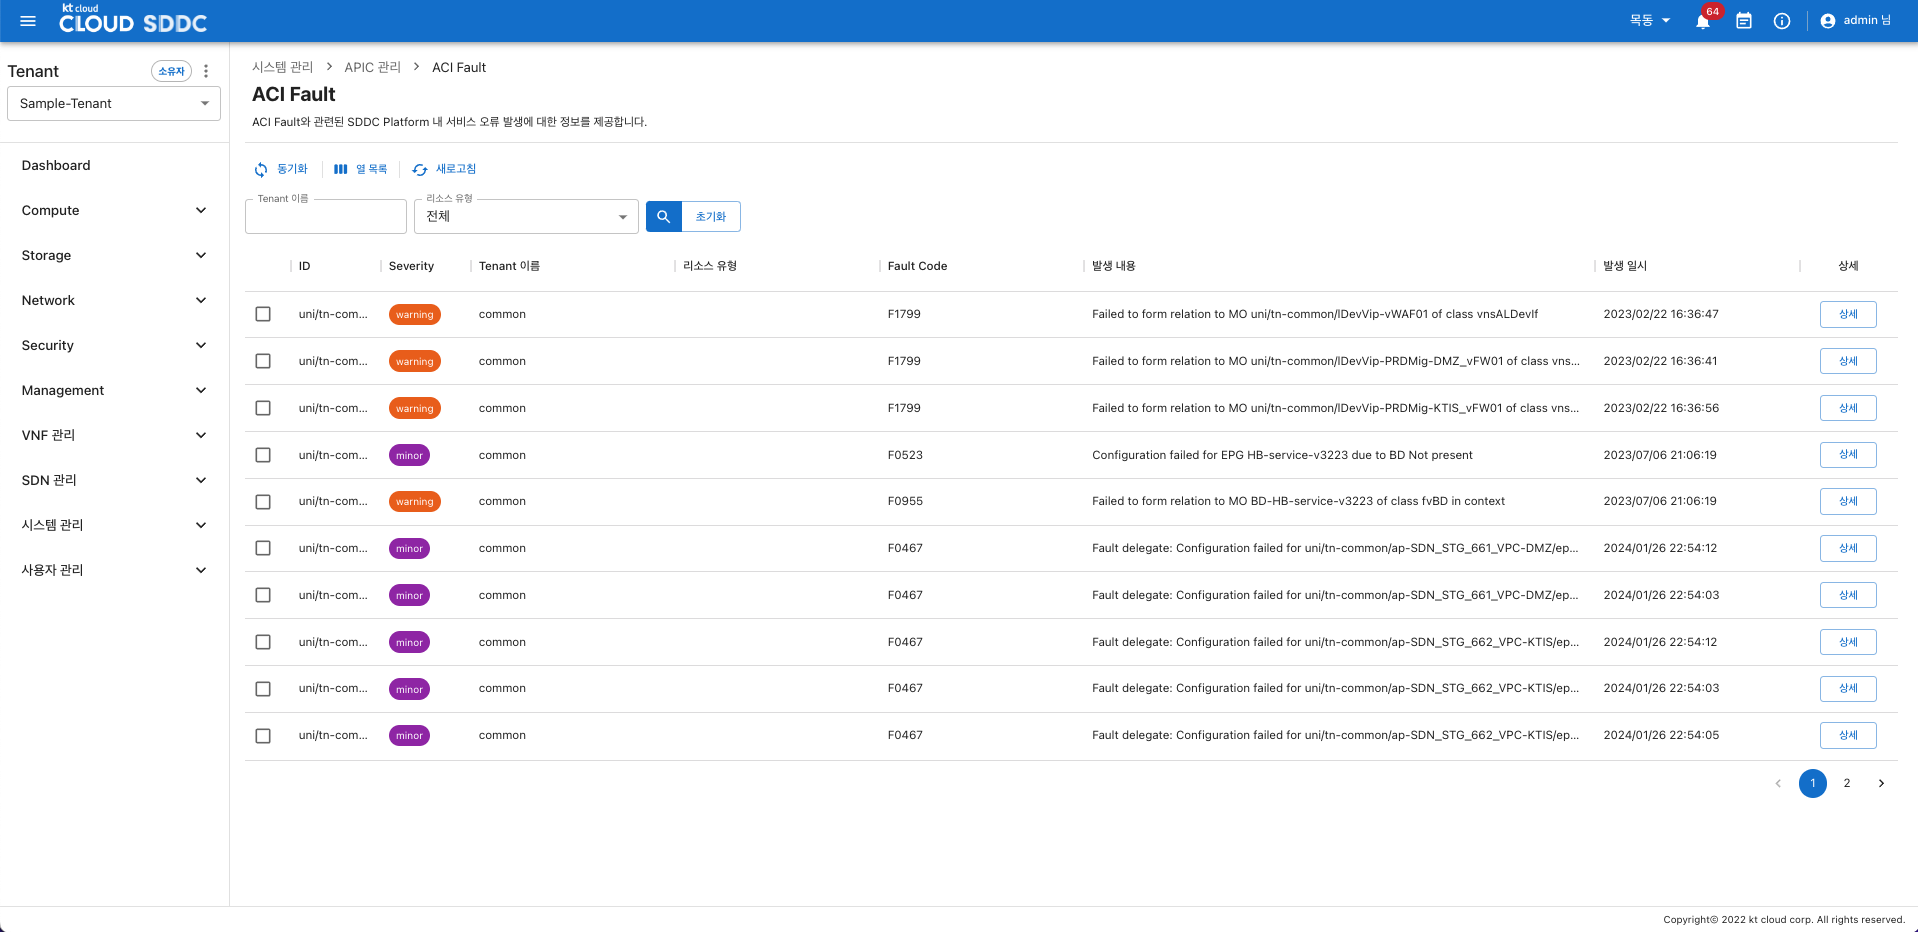 kt cloud
CLOUD SDDC
목동
64
admin 님
Tenant
소유자
Sample-Tenant
Dashboard
Compute
Storage
Network
Security
Management
VNF 관리
SDN 관리
시스템 관리
사용자 관리
시스템 관리 > APIC 관리 > ACI Fault
ACI Fault
ACI Fault와 관련된 SDDC Platform 내 서비스 오류 발생에 대한 정보를 제공합니다.
동기화 열 목록 새로고침
Tenant 이름
리소스 유형
전체
초기화
ID Severity Tenant 이름 리소스 유형 Fault Code 발생 내용 발생 일시 상세
uni/tn-com... warning common F1799 Failed to form relation to MO uni/tn-common/lDevVip-vWAF01 of class vnsALDevIf 2023/02/22 16:36:47 상세
uni/tn-com... warning common F1799 Failed to form relation to MO uni/tn-common/lDevVip-PRDMig-DMZ_vFW01 of class vns... 2023/02/22 16:36:41 상세
uni/tn-com... warning common F1799 Failed to form relation to MO uni/tn-common/lDevVip-PRDMig-KTIS_vFW01 of class vns... 2023/02/22 16:36:56 상세
uni/tn-com... minor common F0523 Configuration failed for EPG HB-service-v3223 due to BD Not present 2023/07/06 21:06:19 상세
uni/tn-com... warning common F0955 Failed to form relation to MO BD-HB-service-v3223 of class fvBD in context 2023/07/06 21:06:19 상세
uni/tn-com... minor common F0467 Fault delegate: Configuration failed for uni/tn-common/ap-SDN_STG_661_VPC-DMZ/ep... 2024/01/26 22:54:12 상세
uni/tn-com... minor common F0467 Fault delegate: Configuration failed for uni/tn-common/ap-SDN_STG_661_VPC-DMZ/ep... 2024/01/26 22:54:03 상세
uni/tn-com... minor common F0467 Fault delegate: Configuration failed for uni/tn-common/ap-SDN_STG_662_VPC-KTIS/ep... 2024/01/26 22:54:12 상세
uni/tn-com... minor common F0467 Fault delegate: Configuration failed for uni/tn-common/ap-SDN_STG_662_VPC-KTIS/ep... 2024/01/26 22:54:03 상세
uni/tn-com... minor common F0467 Fault delegate: Configuration failed for uni/tn-common/ap-SDN_STG_662_VPC-KTIS/ep... 2024/01/26 22:54:05 상세
1 2
Copyright© 2022 kt cloud corp. All rights reserved.